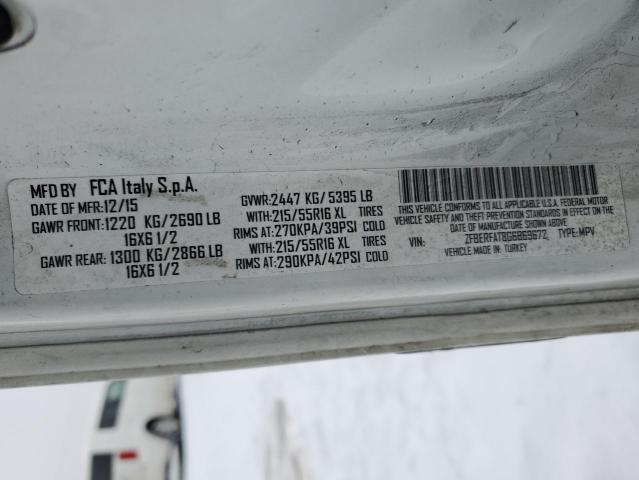 MFD BY FCA Italy S.p.A.
DATE OF MFR:12/15
GAWR FRONT: 1220 KG/2690 LB
16X6 1/2
GAWR REAR: 1300 KG/2866 LB
16X6 1/2
GVWR:2447 KG/ 5395 LB
WITH:215/55R16 XL TIRES
RIMS AT:270KPA/39PSI COLD
WITH:215/55R16 XL TIRES
RIMS AT:290KPA/42PSI COLD
THIS VEHICLE CONFORMS TO ALL APPLICABLE U.S.A. FEDERAL MOTOR
VEHICLE SAFETY, BUMPER, AND THEFT PREVENTION STANDARDS
IN EFFECT ON THE DATE OF MANUFACTURE SHOWN ABOVE.
VIN: ZFBERFAT8G6B69672 TYPE:MPV
VEHICLE MADE IN: TURKEY